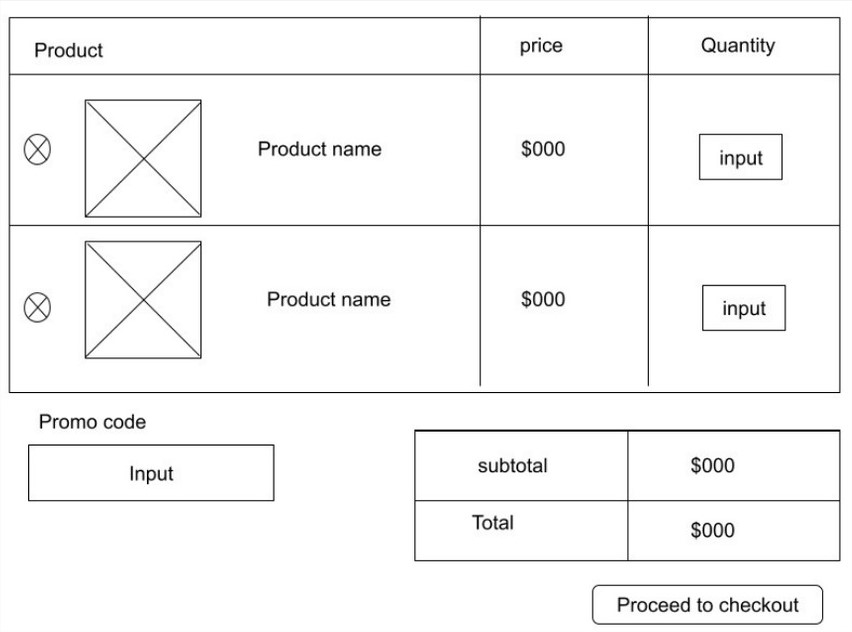 Product price Quantity
Product name $000 input
Product name $000 input
Promo code
Input
subtotal $000
Total $000
Proceed to checkout